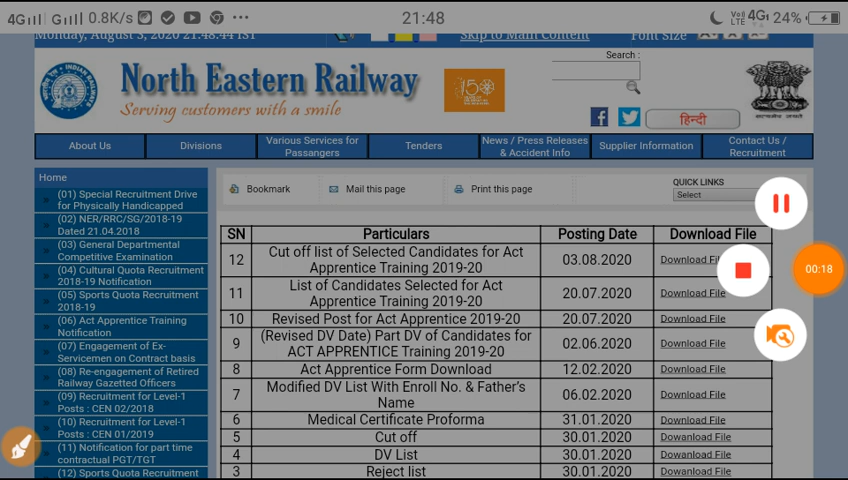 4G 4G 0.8K/s 21:48 VoⅡ LTE 4G 24%
Monday, August 3, 2020 21:48:44 IST Skip to Main Content Font Size
INDIAN RAILWAY
North Eastern Railway
Serving customers with a smile
150
Search :
हिन्दी
About Us
Divisions
Various Services for
Passangers
Tenders
News / Press Releases
& Accident Info
Supplier Information
Contact Us /
Recruitment
Home
(01) Special Recruitment Drive
for Physically Handicapped
(02) NER/RRC/SG/2018-19
Dated 21.04.2018
(03) General Departmental
Competitive Examination
(04) Cultural Quota Recruitment
2018-19 Notification
(05) Sports Quota Recruitment
2018-19
(06) Act Apprentice Training
Notification
(07) Engagement of Ex-
Servicemen on Contract basis
(08) Re-engagement of Retired
Railway Gazetted Officers
(09) Recruitment for Level-1
Posts : CEN 02/2018
(10) Recruitment for Level-1
Posts : CEN 01/2019
(11) Notification for part time
contractual PGT/TGT
(12) Sports Quota Recruitment
Bookmark Mail this page Print this page
QUICK LINKS
Select
SN Particulars Posting Date Download File
12 Cut off list of Selected Candidates for Act
Apprentice Training 2019-20 03.08.2020 Download File
11 List of Candidates Selected for Act
Apprentice Training 2019-20 20.07.2020 Download File
10 Revised Post for Act Apprentice 2019-20 20.07.2020 Download File
9 (Revised DV Date) Part DV of Candidates for
ACT APPRENTICE Training 2019-20 02.06.2020 Download File
8 Act Apprentice Form Download 12.02.2020 Download File
7 Modified DV List With Enroll No. & Father's
Name 06.02.2020 Download File
6 Medical Certificate Proforma 31.01.2020 Download File
5 Cut off 30.01.2020 Dowanload File
4 DV List 30.01.2020 Dowanload File
3 Reject list 30.01.2020 Dowanload File
00:18